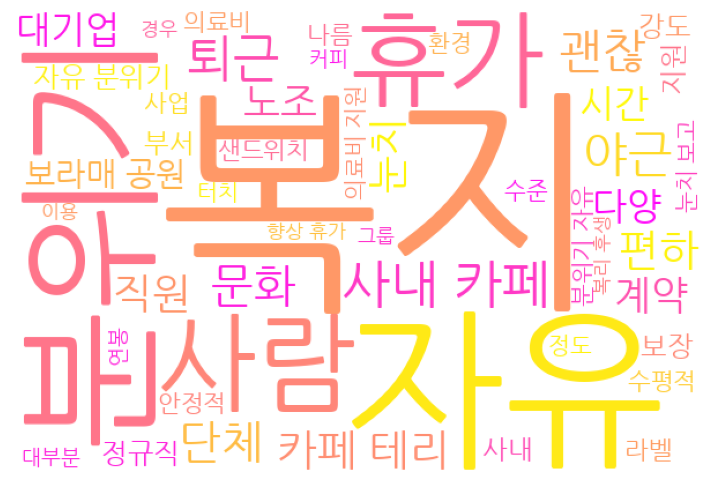 대기업
경우
의료비
나름
커피
환경
휴가
괜찮
강도
지원
자유 분위기
퇴근
사업
노조
시간
분위기
복지
부서
샌드위치
의료비 지원
눈치
야근
눈치 보고
보라매 공원
터치
수준
다양
이용
향상 휴가
그룹
분위기 자유
복리 후생
편하
직원
문화
사내 카페
계약
연봉
사람
자유
정도
보장
수평적
안정적
대부분
정규직
단체
카페 테리
사내
라벨